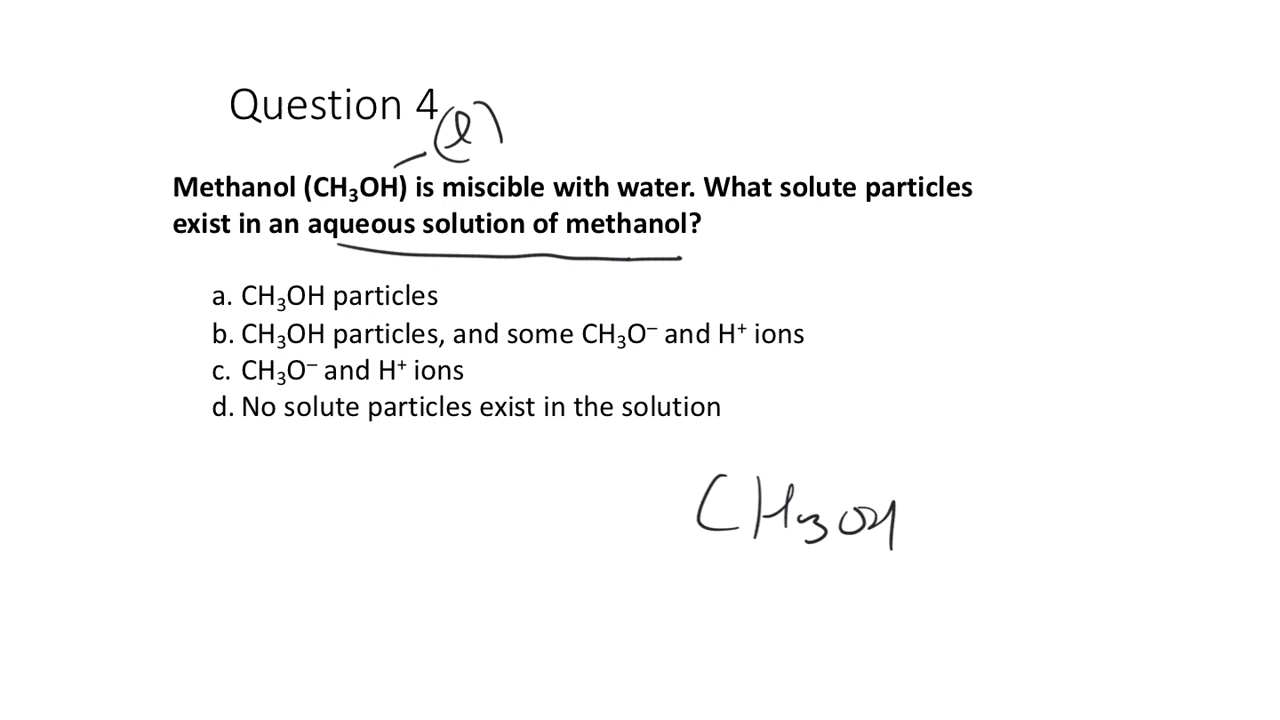 Question 4
(l)
Methanol (CH₃OH) is miscible with water. What solute particles
exist in an aqueous solution of methanol?
a. CH₃OH particles
b. CH₃OH particles, and some CH₃O⁻ and H⁺ ions
c. CH₃O⁻ and H⁺ ions
d. No solute particles exist in the solution
CH₃OH